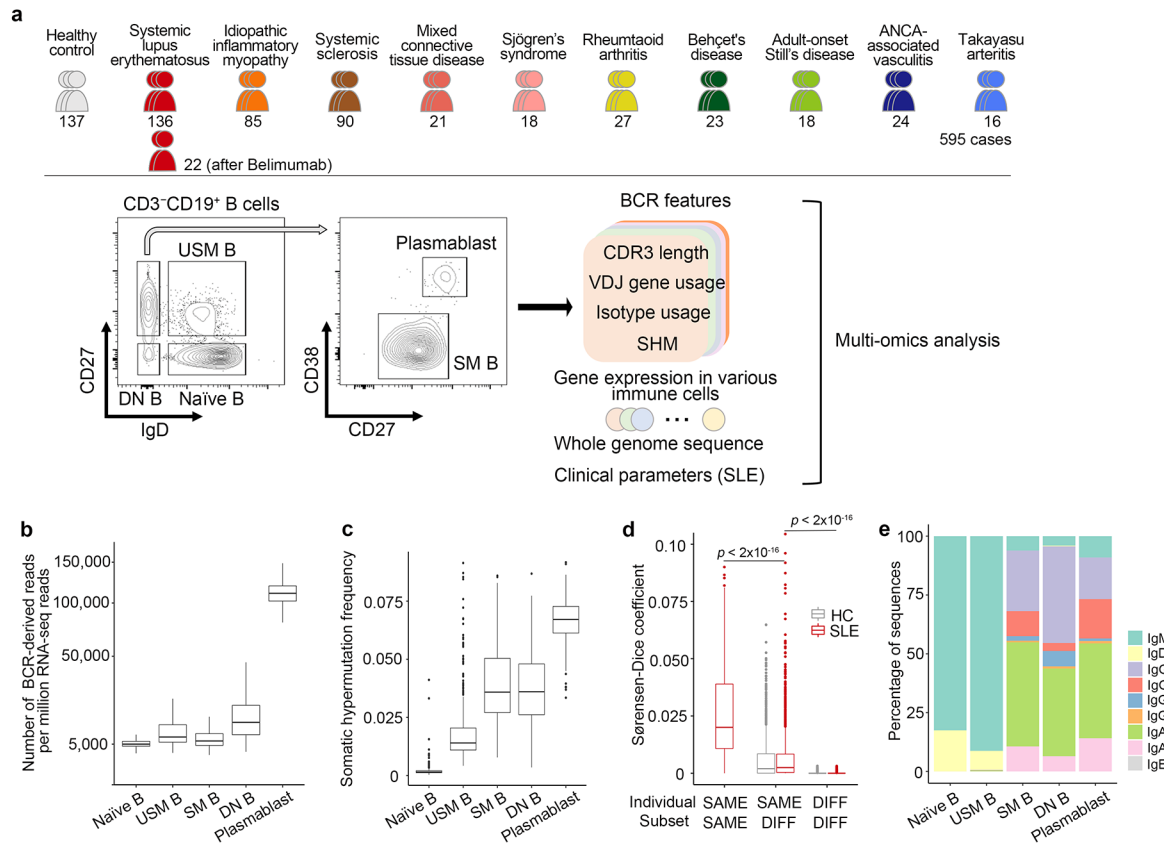 a
Healthy
control
137
Systemic
lupus
erythematosus
136
22 (after Belimumab)
Idiopathic
inflammatory
myopathy
85
Systemic
sclerosis
90
Mixed
connective
tissue disease
21
Sjögren's
syndrome
18
Rheumtaoid
arthritis
27
Behçet's
disease
23
Adult-onset
Still's disease
18
ANCA-
associated
vasculitis
24
Takayasu
arteritis
16
595 cases
CD3⁻CD19⁺ B cells
USM B
DN B
Naïve B
CD27
IgD
Plasmablast
SM B
CD38
CD27
BCR features
CDR3 length
VDJ gene usage
Isotype usage
SHM
Gene expression in various
immune cells
...
Whole genome sequence
Clinical parameters (SLE)
Multi-omics analysis
b
Number of BCR-derived reads
per million RNA-seq reads
150,000
100,000
50,000
5,000
Naïve B
USM B
SM B
DN B
Plasmablast
c
Somatic hypermutation frequency
0.075
0.050
0.025
0
Naïve B
USM B
SM B
DN B
Plasmablast
d
Sørensen-Dice coefficient
0.10
0.075
0.050
0.025
0
p < 2x10⁻¹⁶
p < 2x10⁻¹⁶
HC
SLE
Individual SAME SAME DIFF
Subset SAME DIFF DIFF
e
Percentage of sequences
100
75
50
25
0
Naïve B
USM B
SM B
DN B
Plasmablast
IgM
IgD
IgG
IgG
IgG
IgG
IgA
IgA
IgE